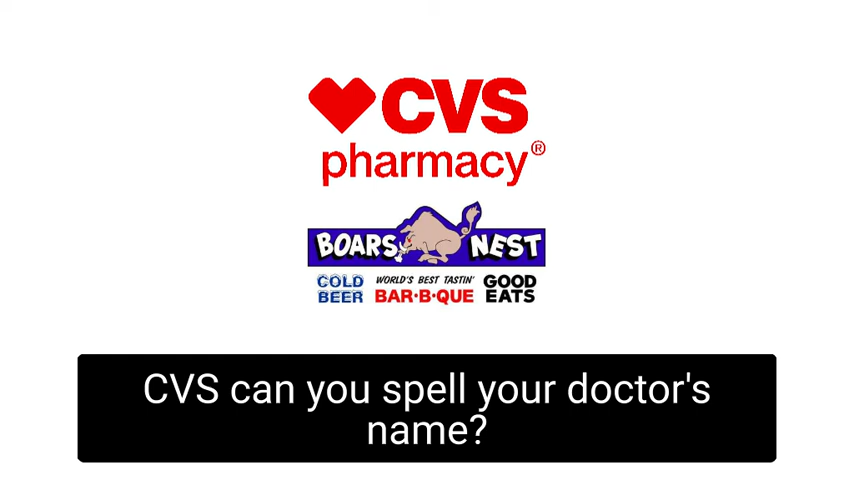 CVS
pharmacy®
BOARS NEST
COLD BEER WORLD'S BEST TASTIN' BAR·B·QUE GOOD EATS
CVS can you spell your doctor's
name?